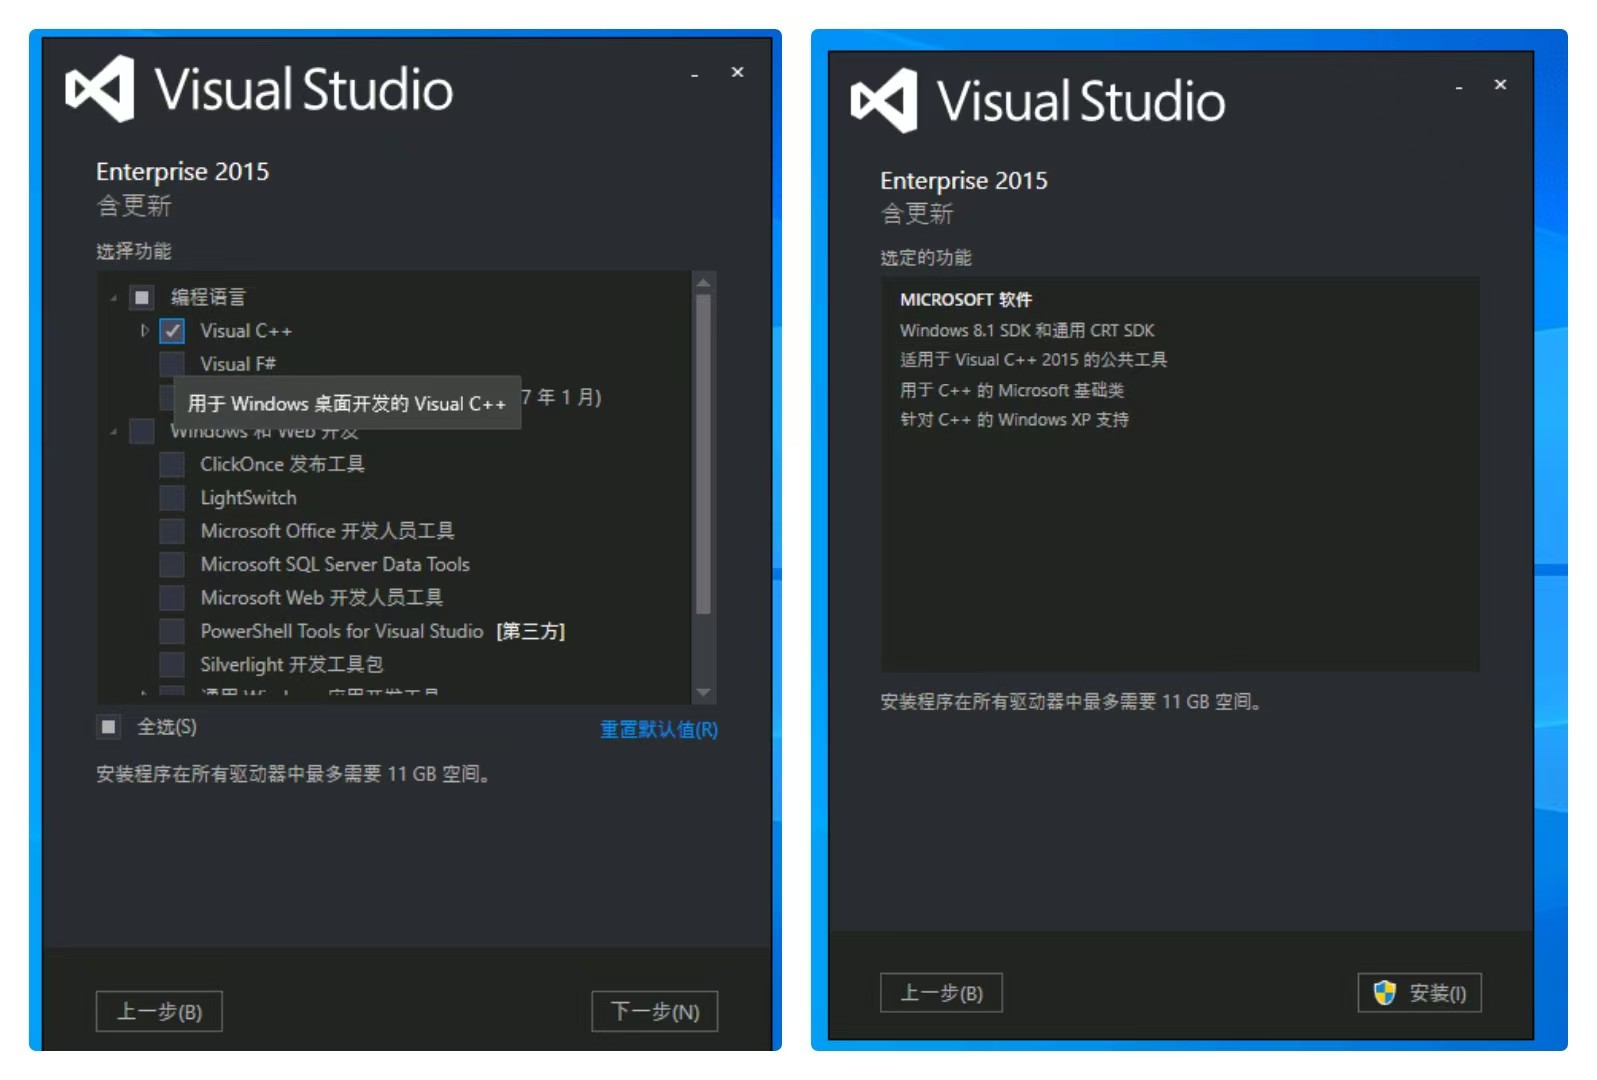 Visual Studio
Enterprise 2015
含更新
选择功能
编程语言
Visual C++
Visual F#
用于 Windows 桌面开发的 Visual C++
7 年 1 月)
Windows 和 Web 开发
ClickOnce 发布工具
LightSwitch
Microsoft Office 开发人员工具
Microsoft SQL Server Data Tools
Microsoft Web 开发人员工具
PowerShell Tools for Visual Studio [第三方]
Silverlight 开发工具包
通用 Windows 应用开发工具
全选(S)
重置默认值(R)
安装程序在所有驱动器中最多需要 11 GB 空间。
上一步(B)
下一步(N)
Visual Studio
Enterprise 2015
含更新
选定的功能
MICROSOFT 软件
Windows 8.1 SDK 和通用 CRT SDK
适用于 Visual C++ 2015 的公共工具
用于 C++ 的 Microsoft 基础类
针对 C++ 的 Windows XP 支持
安装程序在所有驱动器中最多需要 11 GB 空间。
上一步(B)
安装(I)